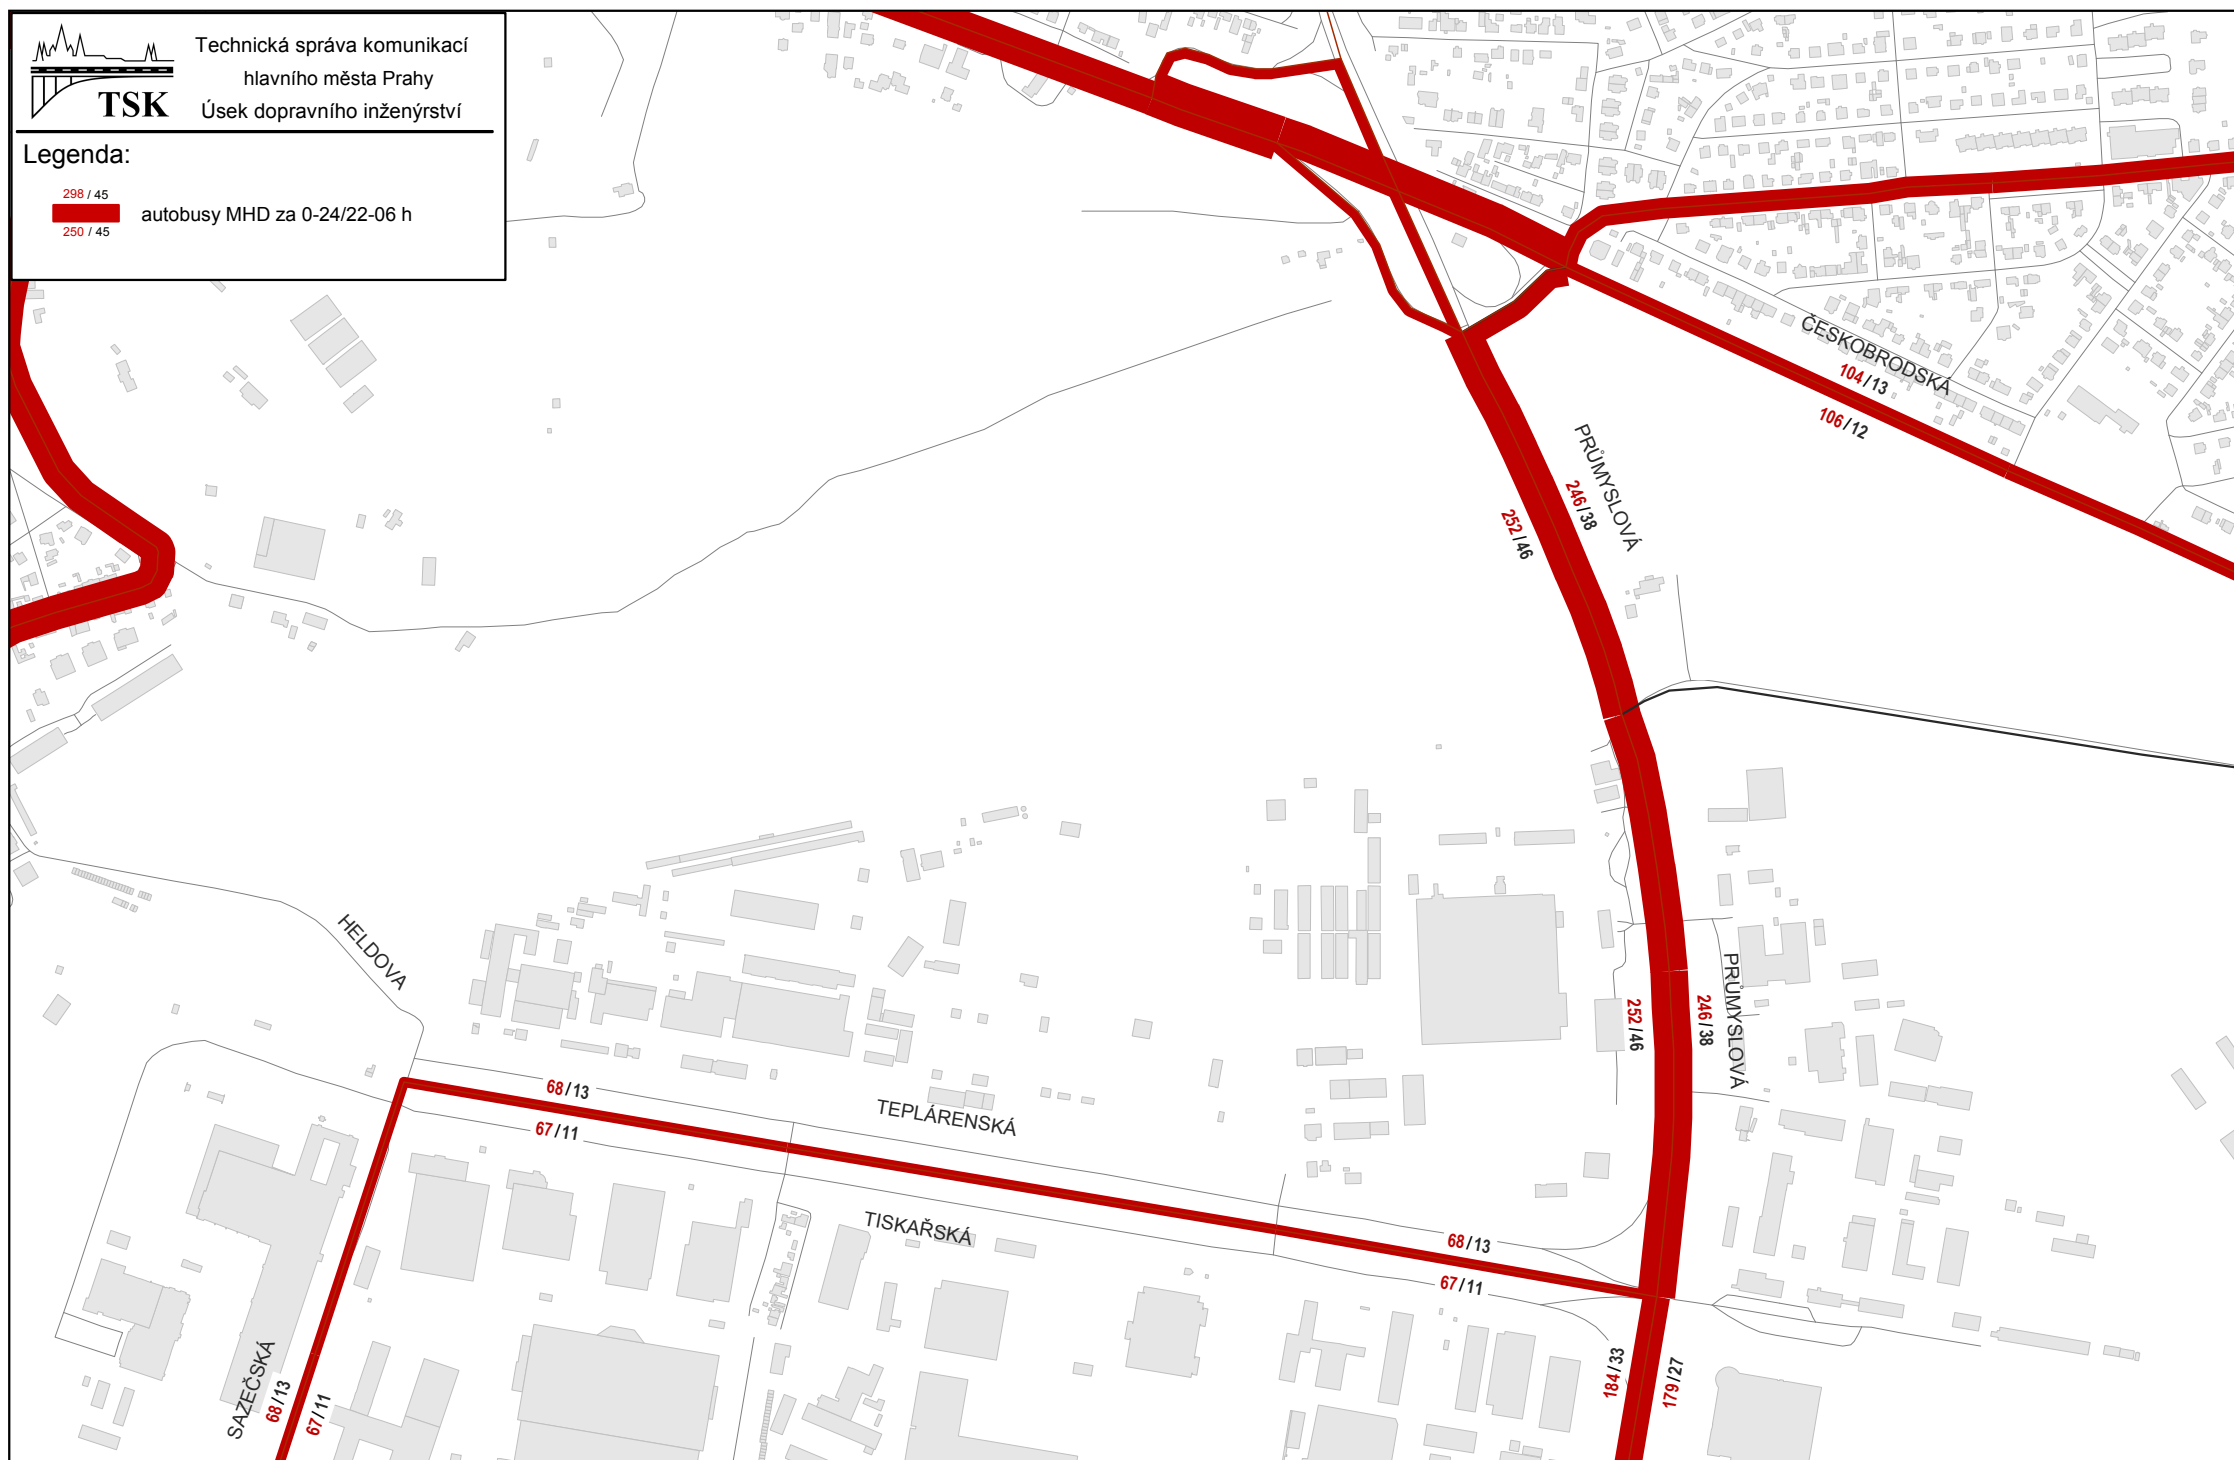 Technická správa komunikací
hlavního města Prahy
Úsek dopravního inženýrství
TSK
Legenda:
298 / 45
autobusy MHD za 0-24/22-06 h
250 / 45
ČESKOBRODSKÁ
104/13
106/12
PRŮMYSLOVÁ
246/38
252/46
HELDOVA
PRŮMYSLOVÁ
252/46
246/38
68/13
67/11
TEPLÁRENSKÁ
TISKAŘSKÁ
68/13
67/11
SAZEČSKÁ
68/13
67/11
184/33
179/27